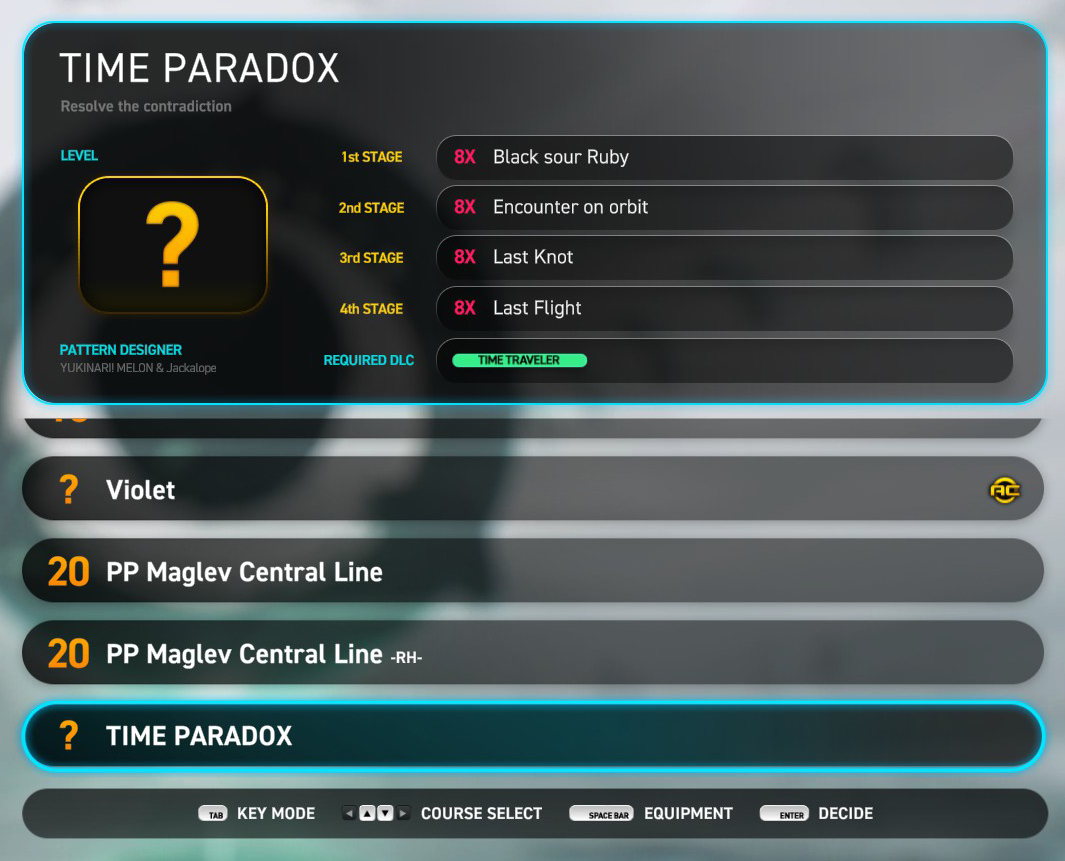 TIME PARADOX
Resolve the contradiction
LEVEL
?
1st STAGE 8X Black sour Ruby
2nd STAGE 8X Encounter on orbit
3rd STAGE 8X Last Knot
4th STAGE 8X Last Flight
PATTERN DESIGNER
YUKINARI! MELON & Jackalope
REQUIRED DLC TIME TRAVELER
? Violet AC
20 PP Maglev Central Line
20 PP Maglev Central Line -RH-
? TIME PARADOX
TAB KEY MODE ◀ ▲ ▼ ▶ COURSE SELECT SPACE BAR EQUIPMENT ENTER DECIDE